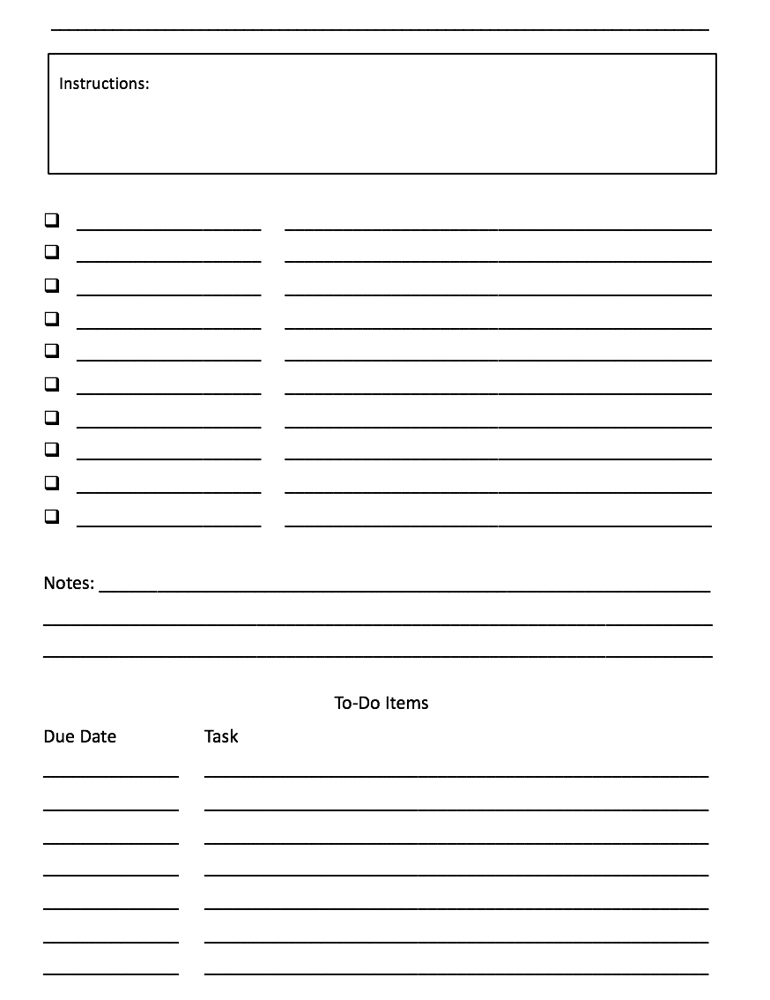 Instructions:
Notes:
To-Do Items
Due Date Task